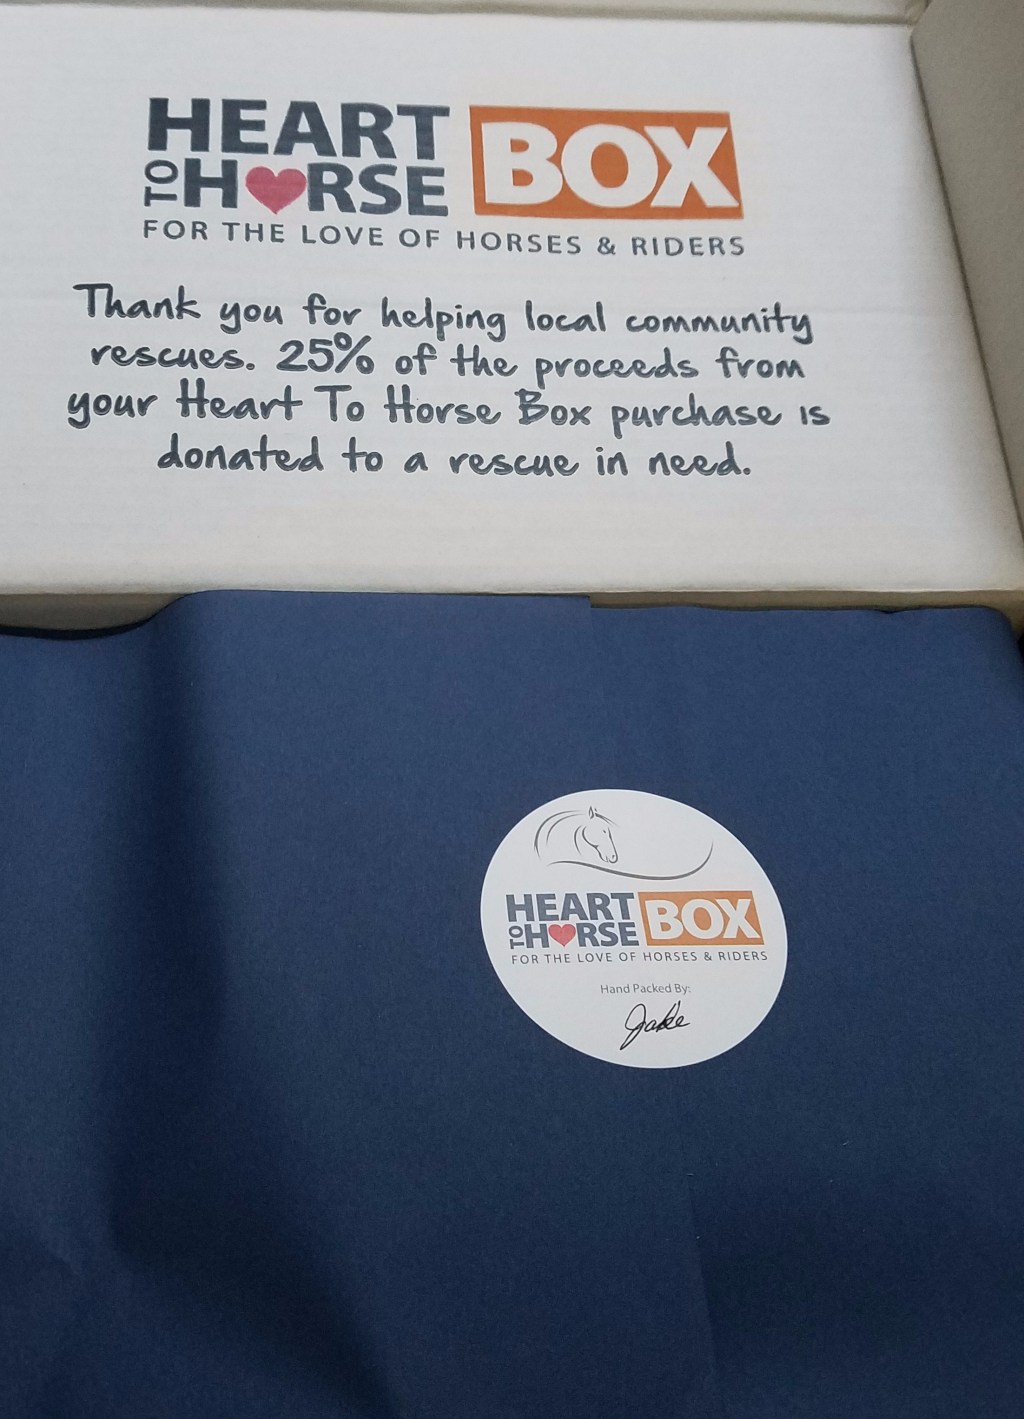 HEART
TO HORSE BOX
FOR THE LOVE OF HORSES & RIDERS
Thank you for helping local community
rescues. 25% of the proceeds from
your Heart To Horse Box purchase is
donated to a rescue in need.
HEART
TO HORSE BOX
FOR THE LOVE OF HORSES & RIDERS
Hand Packed By:
Jake